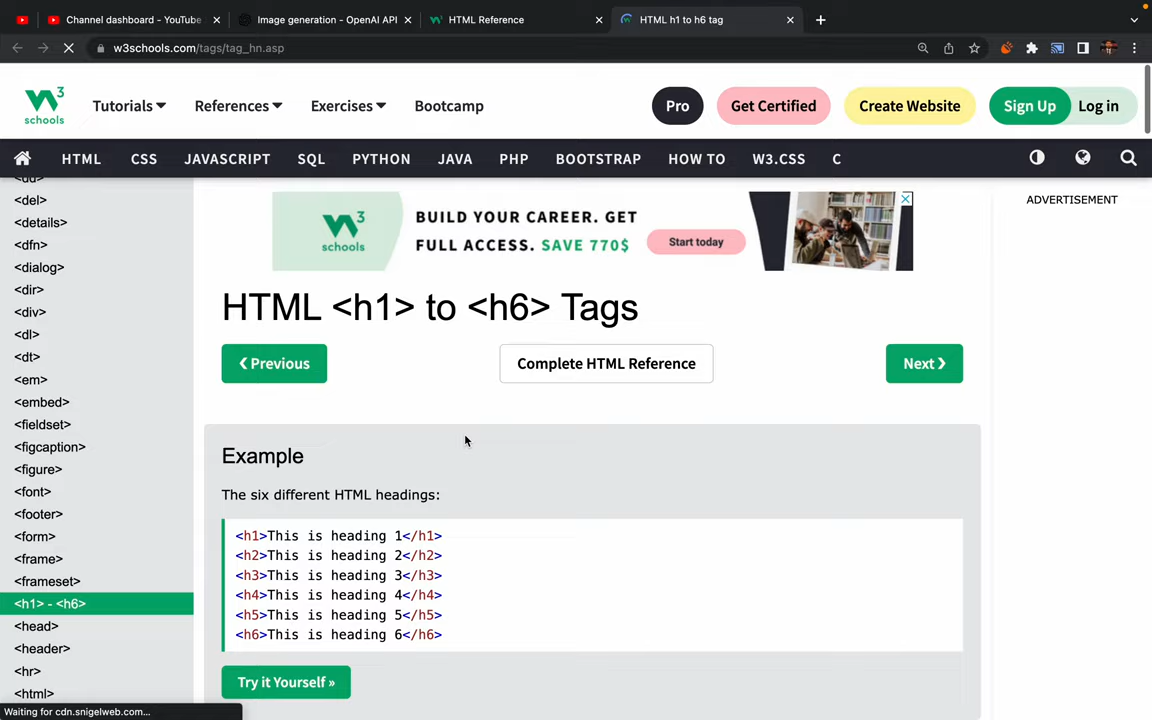 Channel dashboard - YouTube
Image generation - OpenAI API
HTML Reference
HTML h1 to h6 tag
w3schools.com/tags/tag_hn.asp
W 3
schools
Tutorials
References
Exercises
Bootcamp
Pro
Get Certified
Create Website
Sign Up
Log in
HTML
CSS
JAVASCRIPT
SQL
PYTHON
JAVA
PHP
BOOTSTRAP
HOW TO
W3.CSS
C
<del>
<details>
<dfn>
<dialog>
<dir>
<div>
<dl>
<dt>
<em>
<embed>
<fieldset>
<figcaption>
<figure>
<font>
<footer>
<form>
<frame>
<frameset>
<h1> - <h6>
<head>
<header>
<hr>
<html>
W 3
schools
BUILD YOUR CAREER. GET
FULL ACCESS. SAVE 770$
Start today
ADVERTISEMENT
HTML <h1> to <h6> Tags
❮ Previous
Complete HTML Reference
Next ❯
Example
The six different HTML headings:
<h1>This is heading 1</h1>
<h2>This is heading 2</h2>
<h3>This is heading 3</h3>
<h4>This is heading 4</h4>
<h5>This is heading 5</h5>
<h6>This is heading 6</h6>
Try it Yourself »
Waiting for cdn.snigelweb.com...